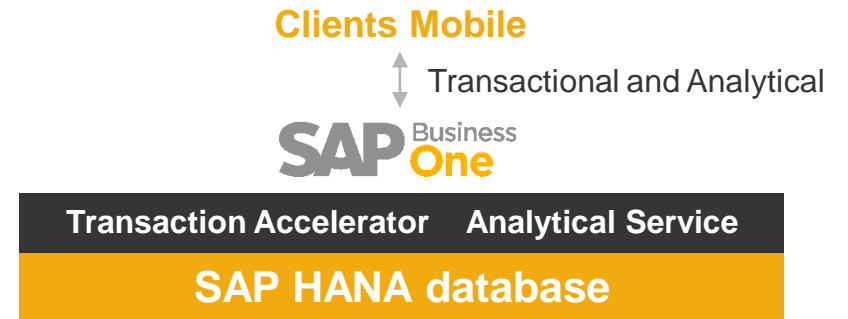 Clients Mobile
Transactional and Analytical
SAP Business One
Transaction Accelerator Analytical Service
SAP HANA database